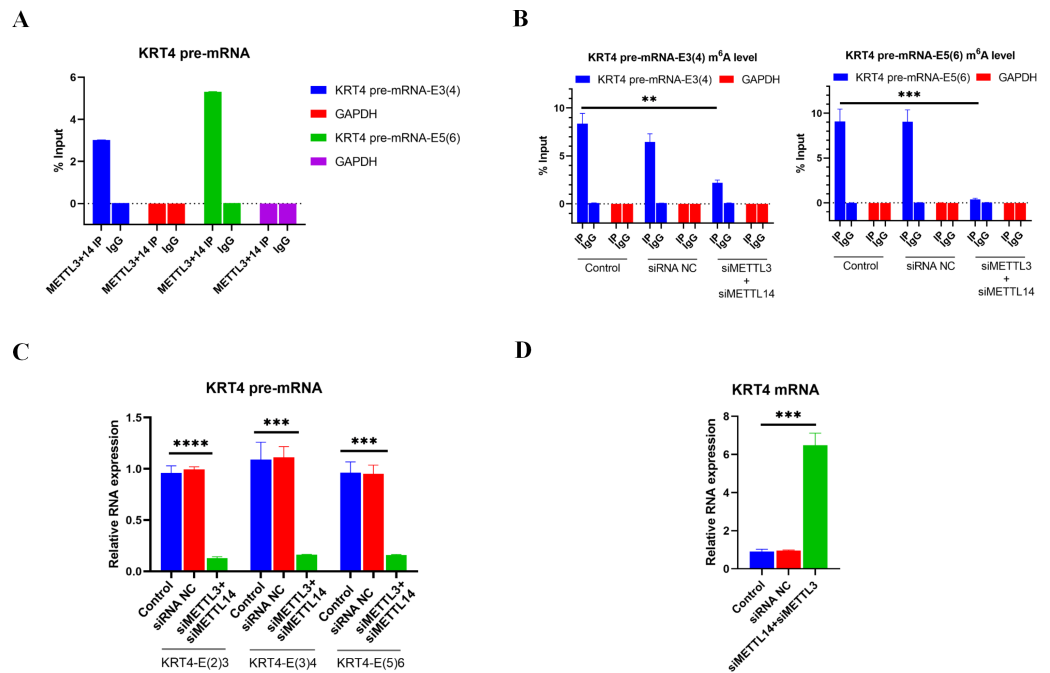 A
KRT4 pre-mRNA
% Input
6
4
2
0
METTL3+14 IP
IgG
METTL3+14 IP
IgG
METTL3+14 IP
IgG
METTL3+14 IP
IgG
KRT4 pre-mRNA-E3(4)
GAPDH
KRT4 pre-mRNA-E5(6)
GAPDH
B
KRT4 pre-mRNA-E3(4) m⁶A level
KRT4 pre-mRNA-E3(4) GAPDH
% Input
10
5
0
**
IP
IgG
IP
IgG
IP
IgG
IP
IgG
IP
IgG
IP
IgG
Control
siRNA NC
siMETTL3
+
siMETTL14
KRT4 pre-mRNA-E5(6) m⁶A level
KRT4 pre-mRNA-E5(6) GAPDH
% Input
10
5
0
***
IP
IgG
IP
IgG
IP
IgG
IP
IgG
IP
IgG
IP
IgG
Control
siRNA NC
siMETTL3
+
siMETTL14
C
KRT4 pre-mRNA
Relative RNA expression
1.5
1.0
0.5
0.0
****
***
***
Control
siRNA NC
siMETTL3+
siMETTL14
Control
siRNA NC
siMETTL3+
siMETTL14
Control
siRNA NC
siMETTL3+
siMETTL14
KRT4-E(2)3
KRT4-E(3)4
KRT4-E(5)6
D
KRT4 mRNA
Relative RNA expression
8
6
4
2
0
***
Control
siRNA NC
siMETTL14+siMETTL3